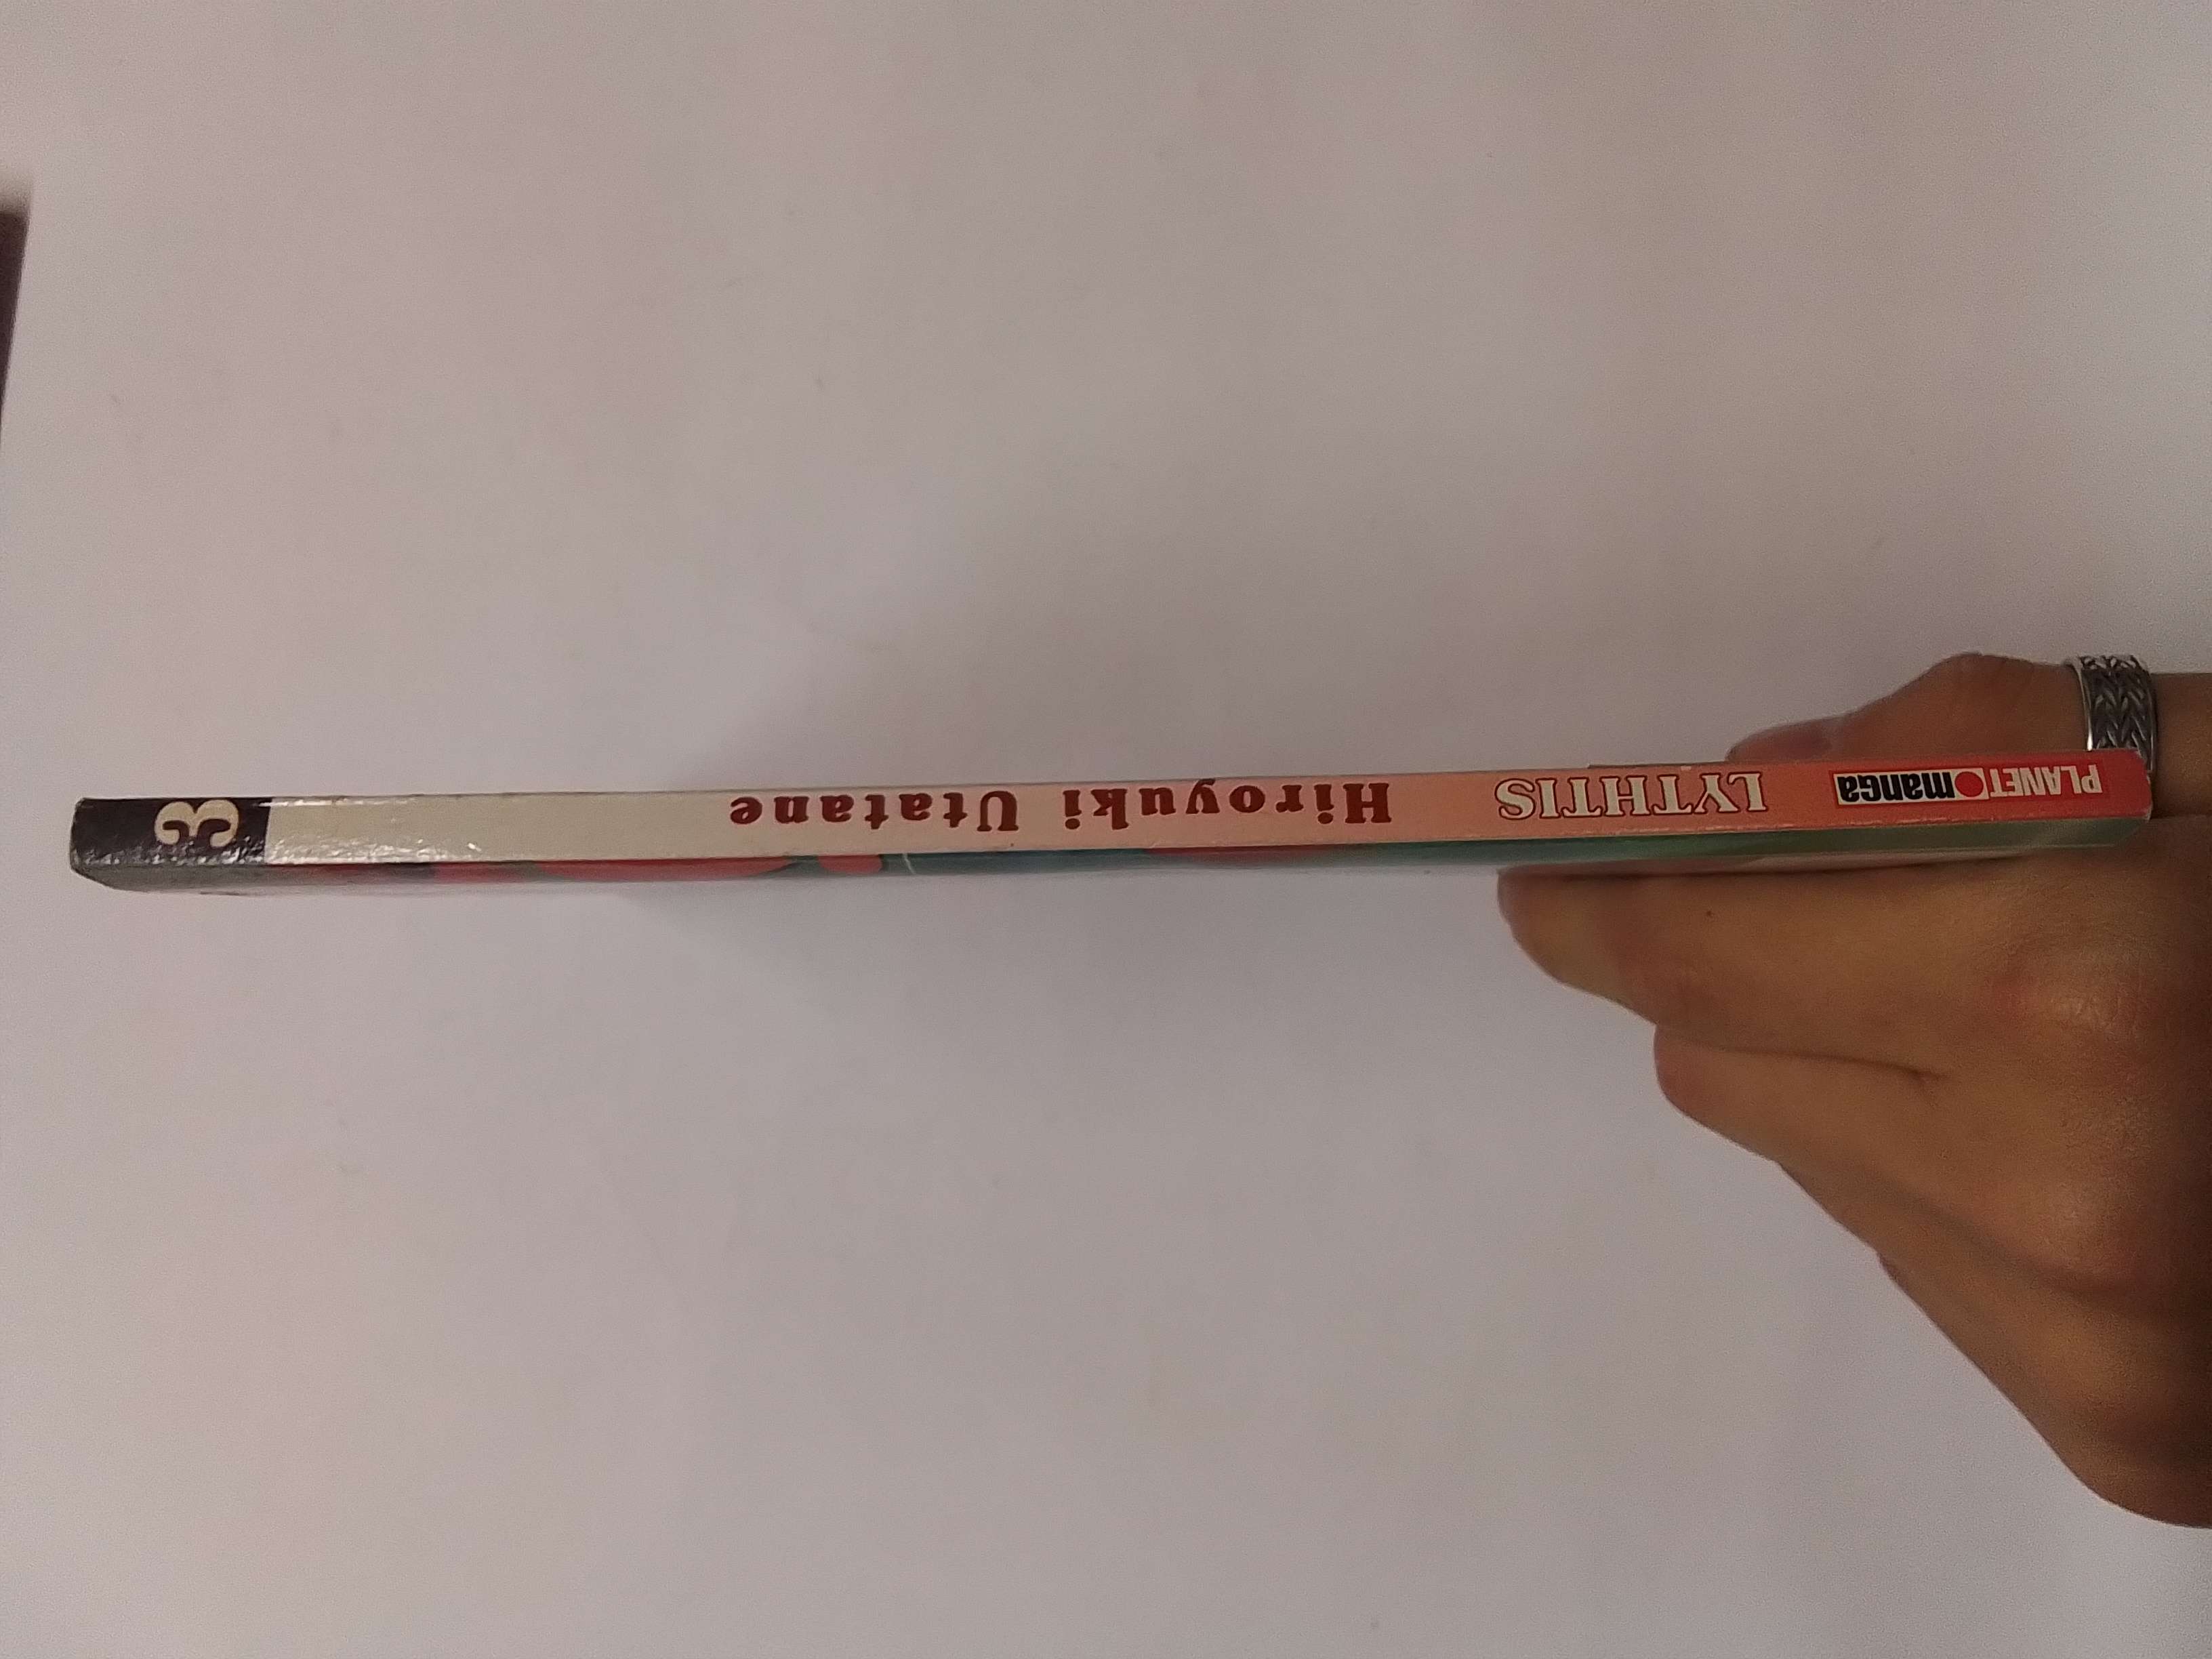 PLANET manga
LYTHTIS
Hiroyuki Utatane
3